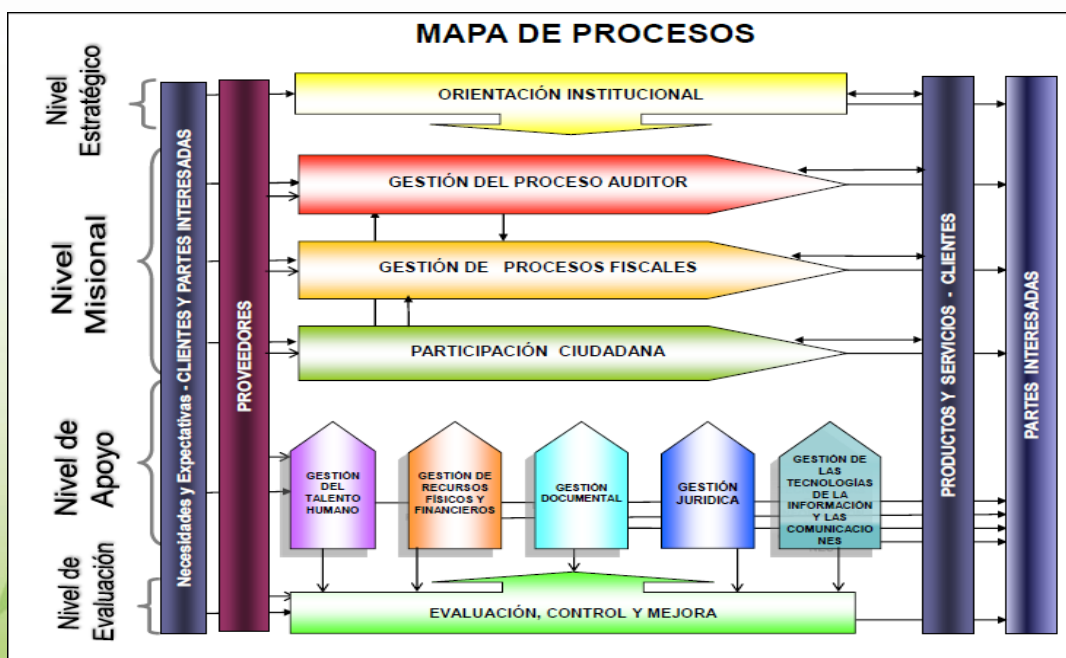 MAPA DE PROCESOS
Nivel
Estratégico
Nivel
Misional
Nivel de
Apoyo
Nivel de
Evaluación
Necesidades y Expectativas - CLIENTES Y PARTES INTERESADAS
PROVEEDORES
ORIENTACIÓN INSTITUCIONAL
GESTIÓN DEL PROCESO AUDITOR
GESTIÓN DE PROCESOS FISCALES
PARTICIPACIÓN CIUDADANA
GESTIÓN
DEL
TALENTO
HUMANO
GESTIÓN DE
RECURSOS
FÍSICOS Y
FINANCIEROS
GESTIÓN
DOCUMENTAL
GESTIÓN
JURIDICA
GESTIÓN DE
LAS
TECNOLOGÍAS
DE LA
INFORMACIÓN
Y LAS
COMUNICACIO
NES
EVALUACIÓN, CONTROL Y MEJORA
PRODUCTOS Y SERVICIOS - CLIENTES
PARTES INTERESADAS